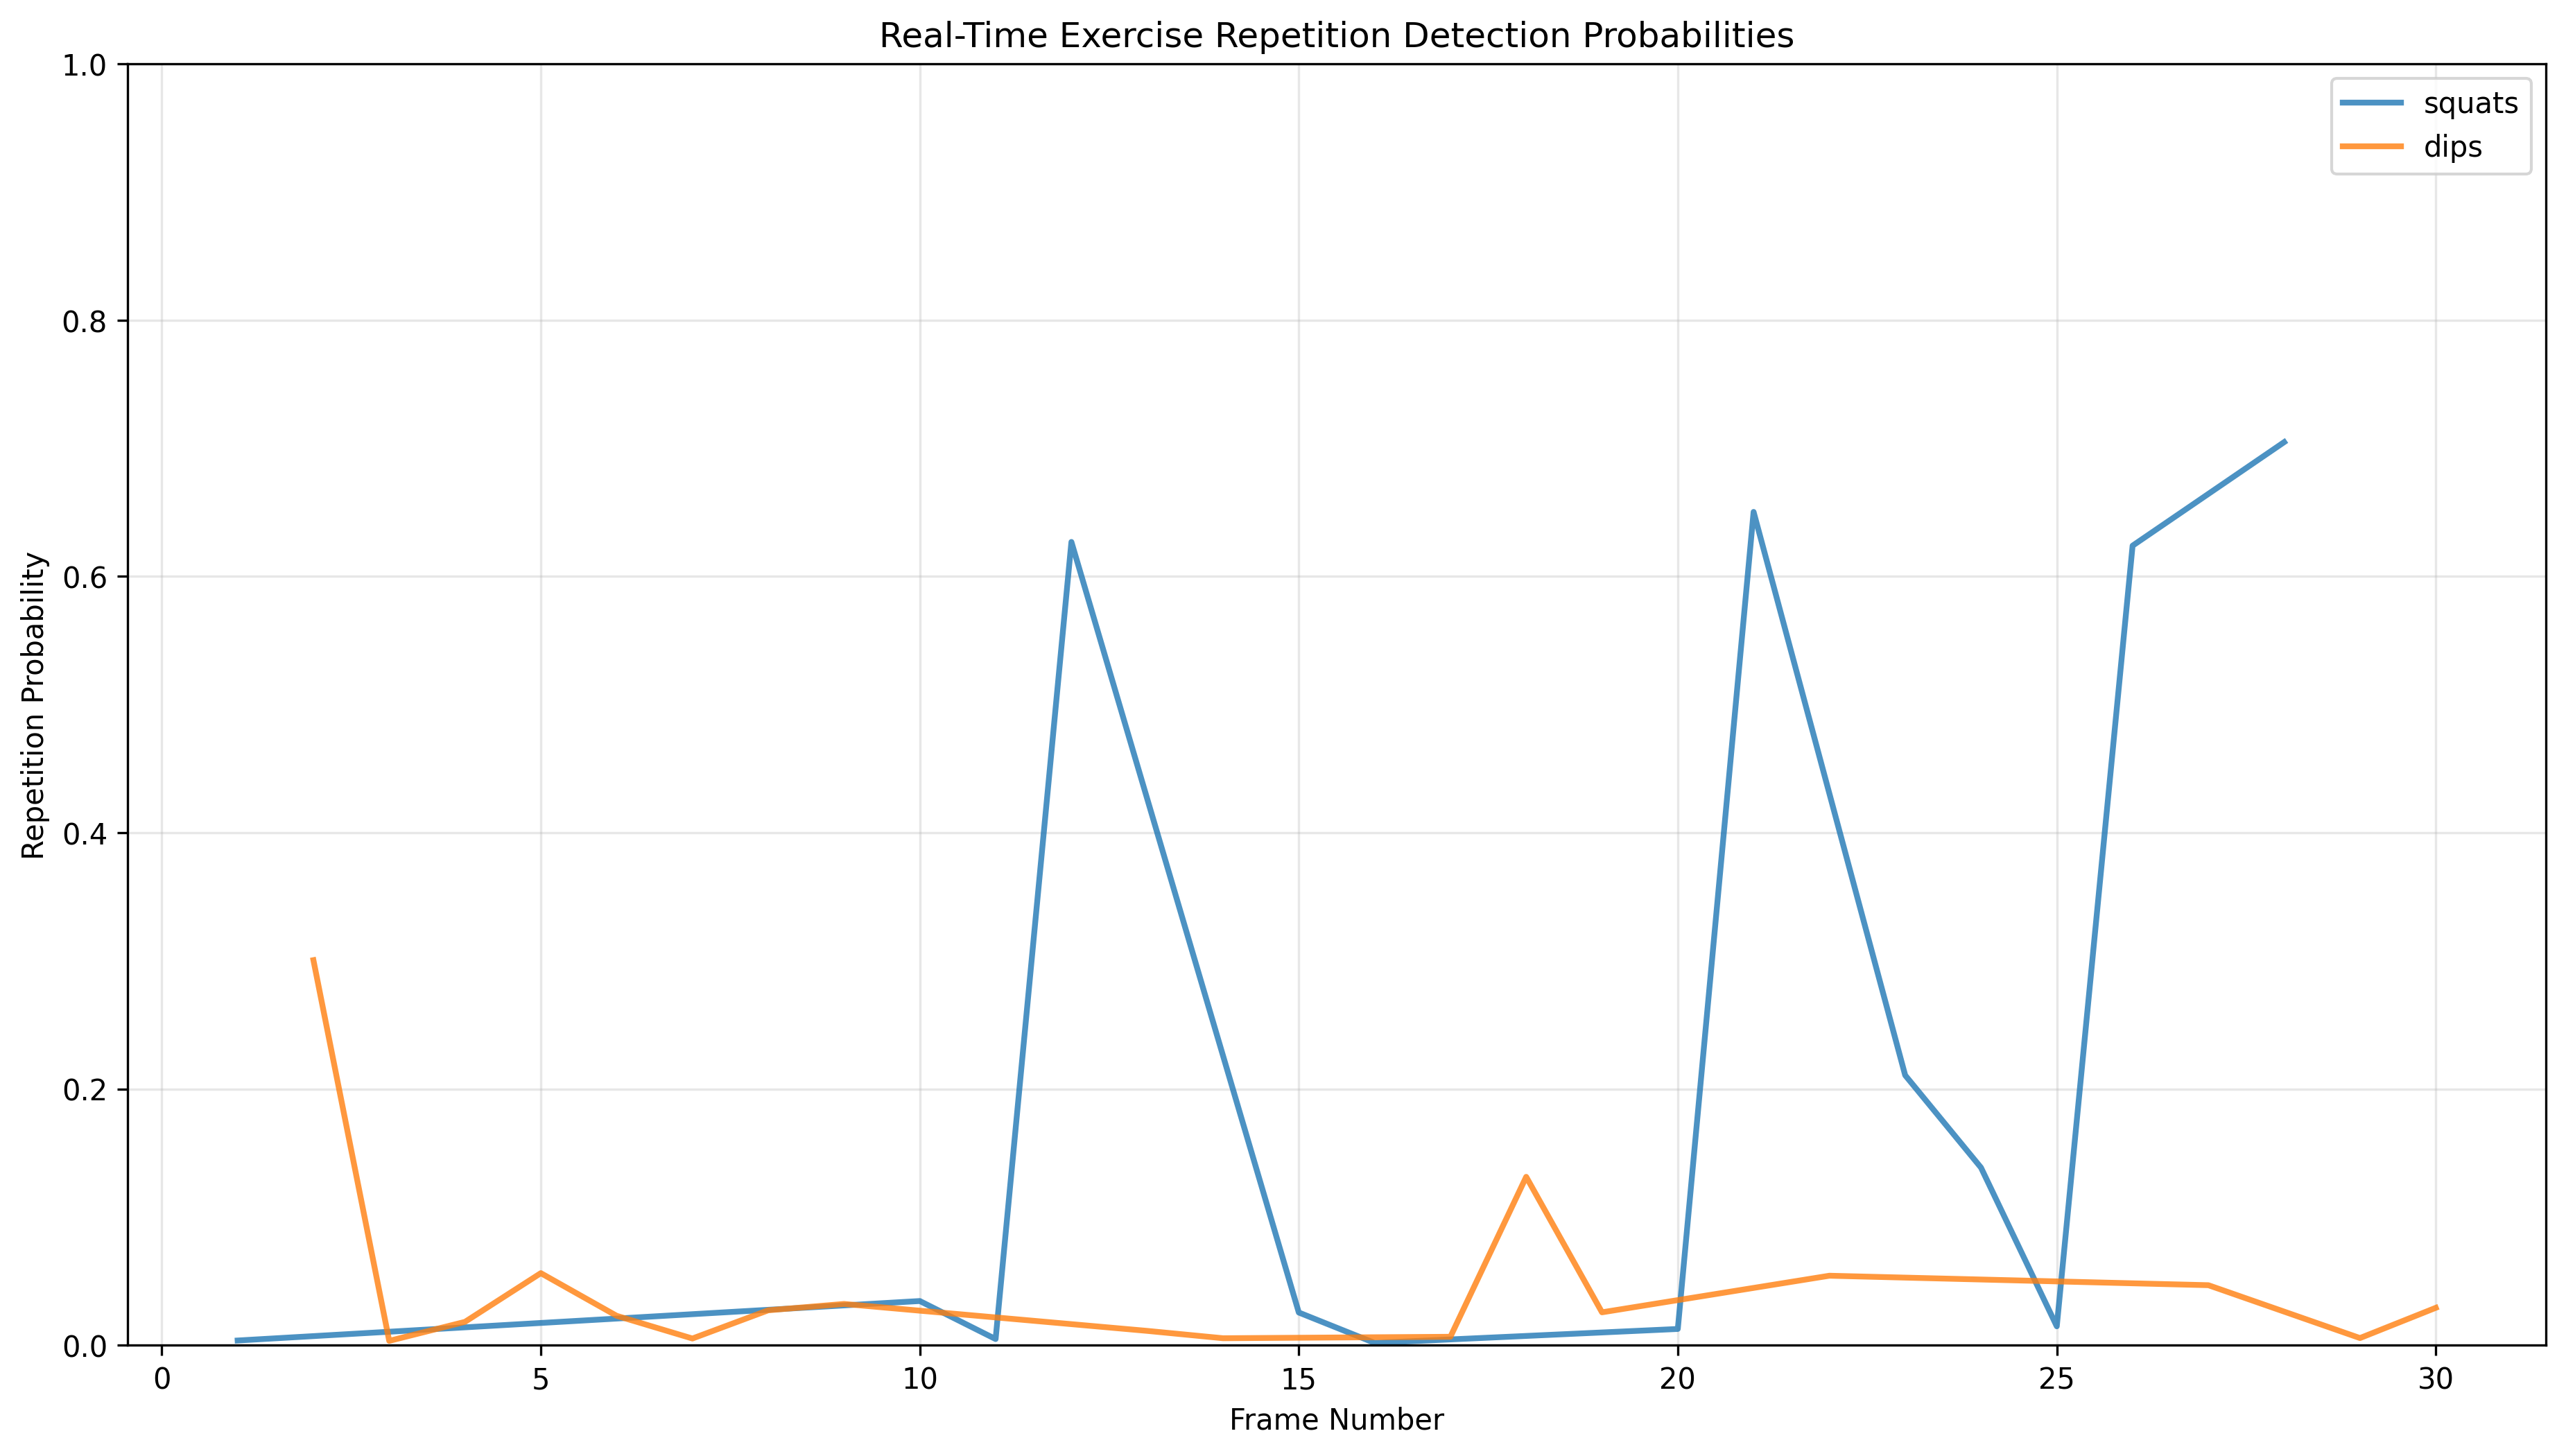 Real-Time Exercise Repetition Detection Probabilities
squats
dips
Repetition Probability
1.0
0.8
0.6
0.4
0.2
0.0
0 5 10 15 20 25 30
Frame Number